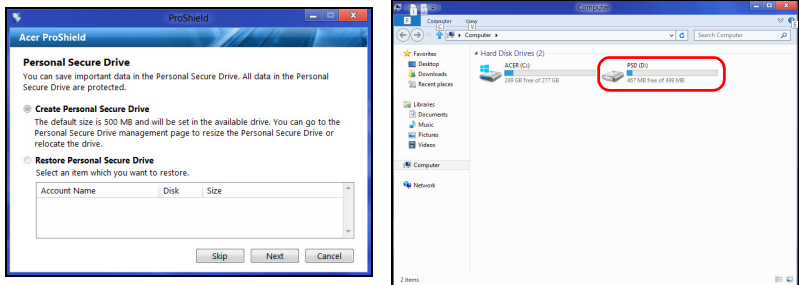 ProShield
Acer ProShield
Personal Secure Drive
You can save important data in the Personal Secure Drive. All data in the Personal
Secure Drive are protected.
Create Personal Secure Drive
The default size is 500 MB and will be set in the available drive. You can go to the
Personal Secure Drive management page to resize the Personal Secure Drive or
relocate the drive.
Restore Personal Secure Drive
Select an item which you want to restore.
Account Name Disk Size
Skip Next Cancel
Computer
F Computer View
C V E
Computer
Search Computer
Favorites
Desktop
Downloads
Recent places
Libraries
Documents
Music
Pictures
Videos
Computer
Network
Hard Disk Drives (2)
ACER (C:)
249 GB free of 277 GB
PSD (D:)
467 MB free of 499 MB
2 items